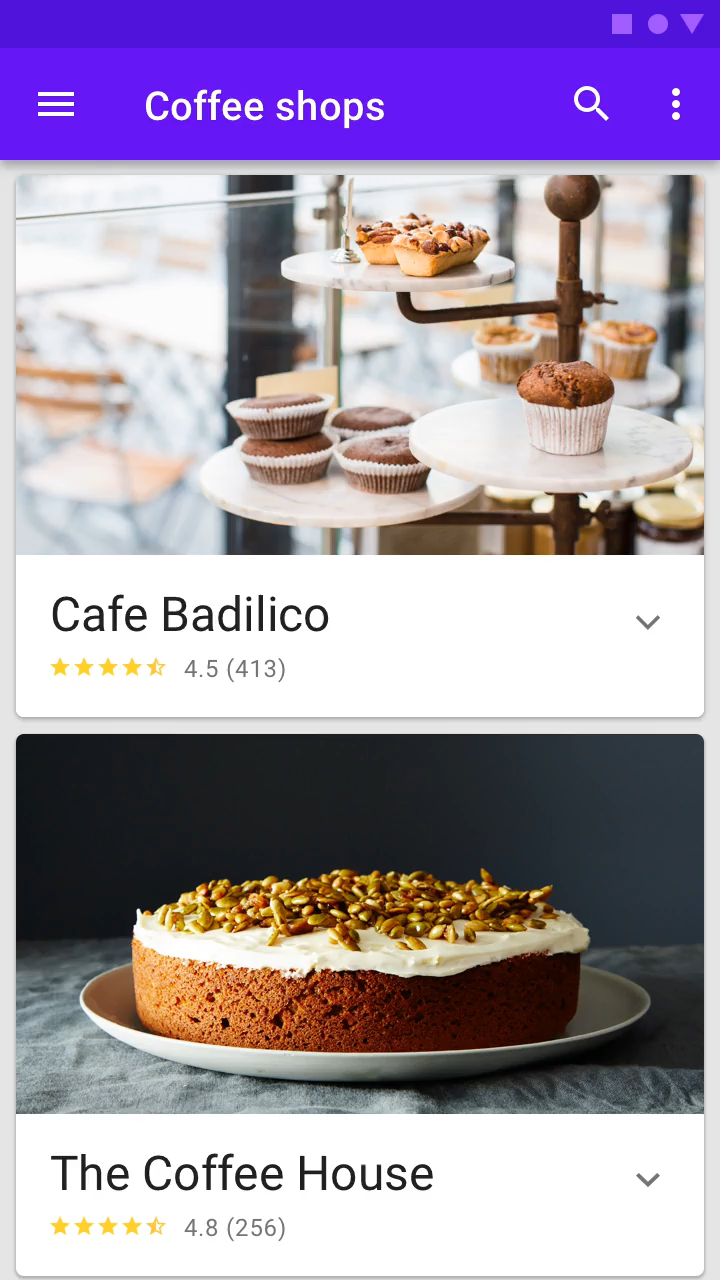 Coffee shops
Cafe Badilico
4.5 (413)
The Coffee House
4.8 (256)